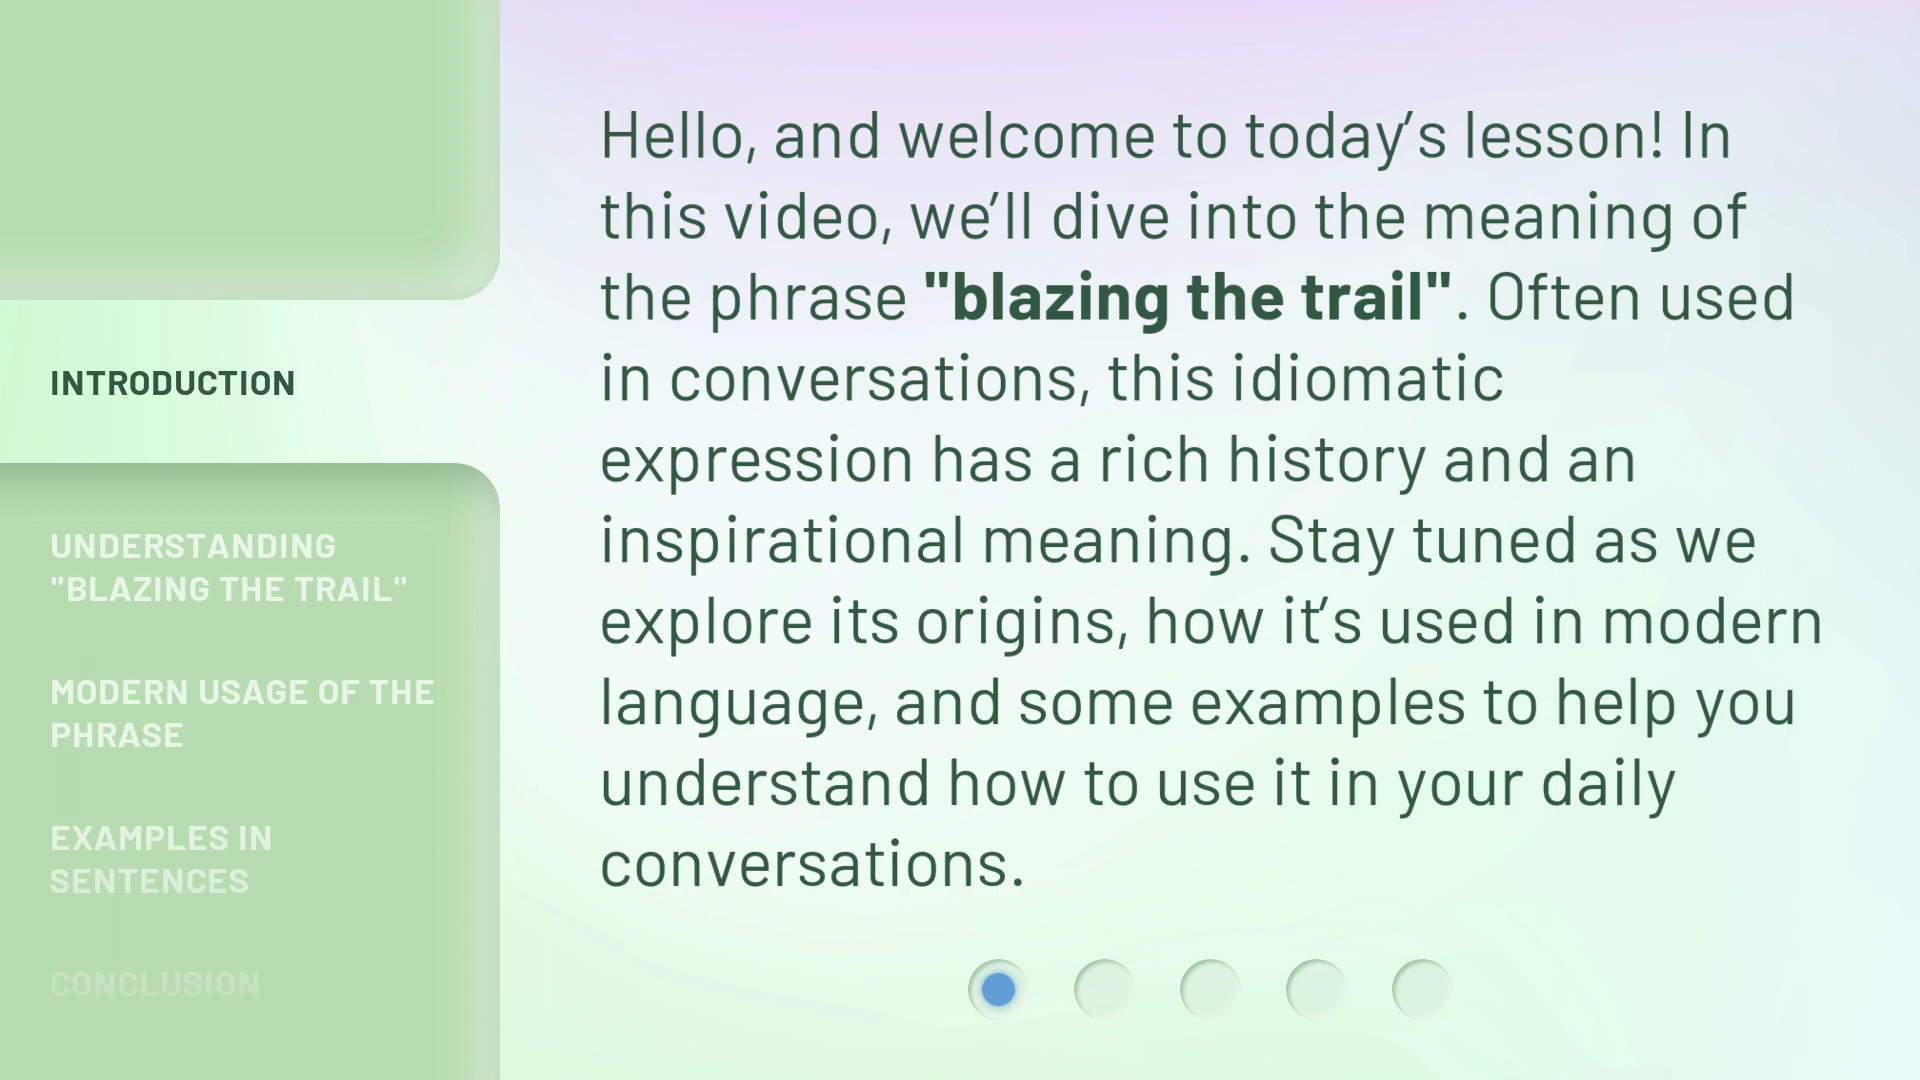 INTRODUCTION
UNDERSTANDING
"BLAZING THE TRAIL"
MODERN USAGE OF THE
PHRASE
EXAMPLES IN
SENTENCES
CONCLUSION
Hello, and welcome to today’s lesson! In
this video, we’ll dive into the meaning of
the phrase "blazing the trail". Often used
in conversations, this idiomatic
expression has a rich history and an
inspirational meaning. Stay tuned as we
explore its origins, how it’s used in modern
language, and some examples to help you
understand how to use it in your daily
conversations.